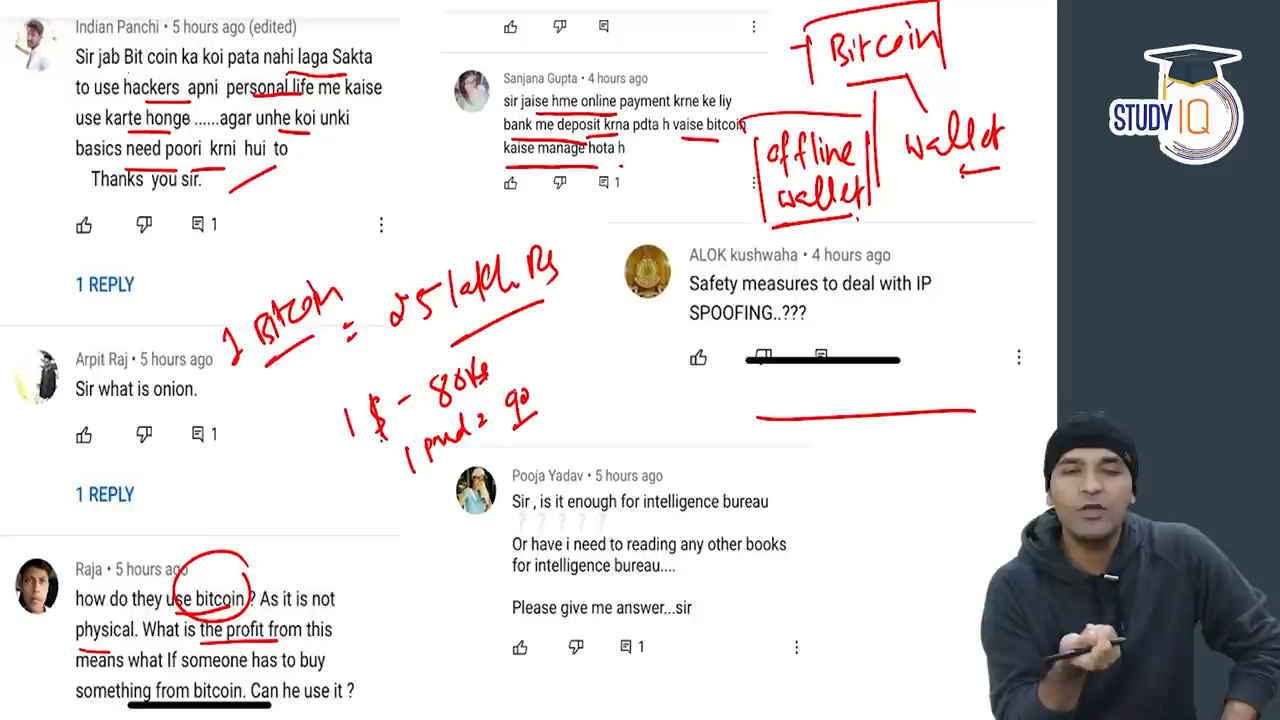 Indian Panchi • 5 hours ago (edited)
Sir jab Bit coin ka koi pata nahi laga Sakta
to use hackers apni personal life me kaise
use karte honge ......agar unhe koi unki
basics need poori krni hui to
Thanks you sir.
1
1 REPLY
Arpit Raj • 5 hours ago
Sir what is onion.
1
1 REPLY
Raja • 5 hours ago
how do they use bitcoin ? As it is not
physical. What is the profit from this
means what If someone has to buy
something from bitcoin. Can he use it ?
Sanjana Gupta • 4 hours ago
sir jaise hme online payment krne ke liy
bank me deposit krna pdta h vaise bitcoin
kaise manage hota h
1
Bitcoin
offline
wallet
wallet
ALOK kushwaha • 4 hours ago
Safety measures to deal with IP
SPOOFING..???
1 Bitcoin = 25 lakh Rs
1 $ - 80Rs
1 pond = 90
Pooja Yadav • 5 hours ago
Sir , is it enough for intelligence bureau
? ? ? ? ?
Or have i need to reading any other books
for intelligence bureau....
Please give me answer...sir
1
STUDY IQ